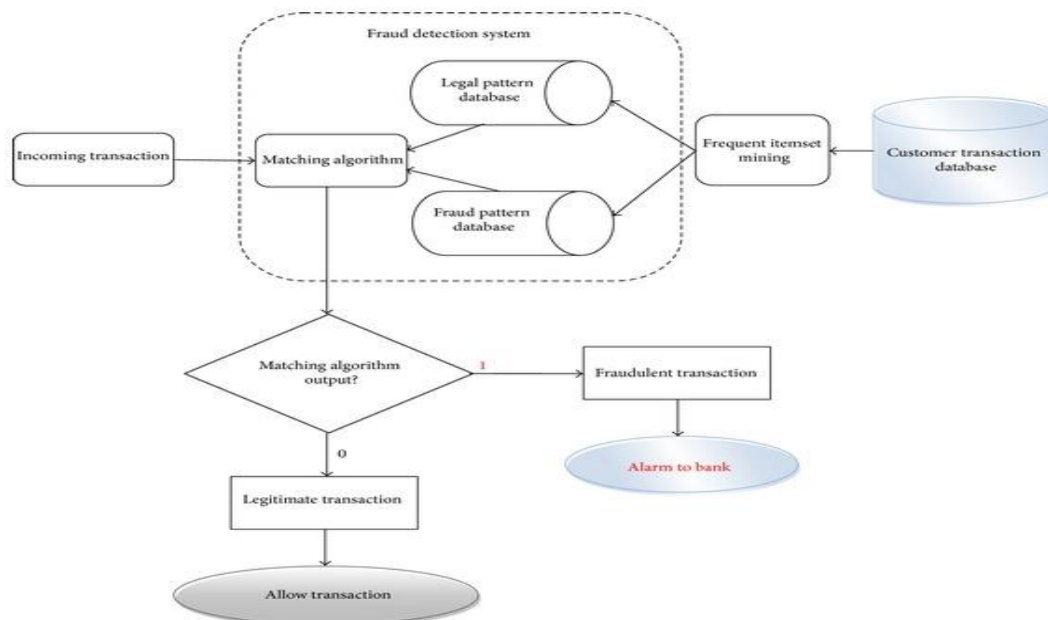 Fraud detection system
Legal pattern
database
Incoming transaction
Matching algorithm
Frequent itemset
mining
Customer transaction
database
Fraud pattern
database
Matching algorithm
output?
1
Fraudulent transaction
0
Alarm to bank
Legitimate transaction
Allow transaction